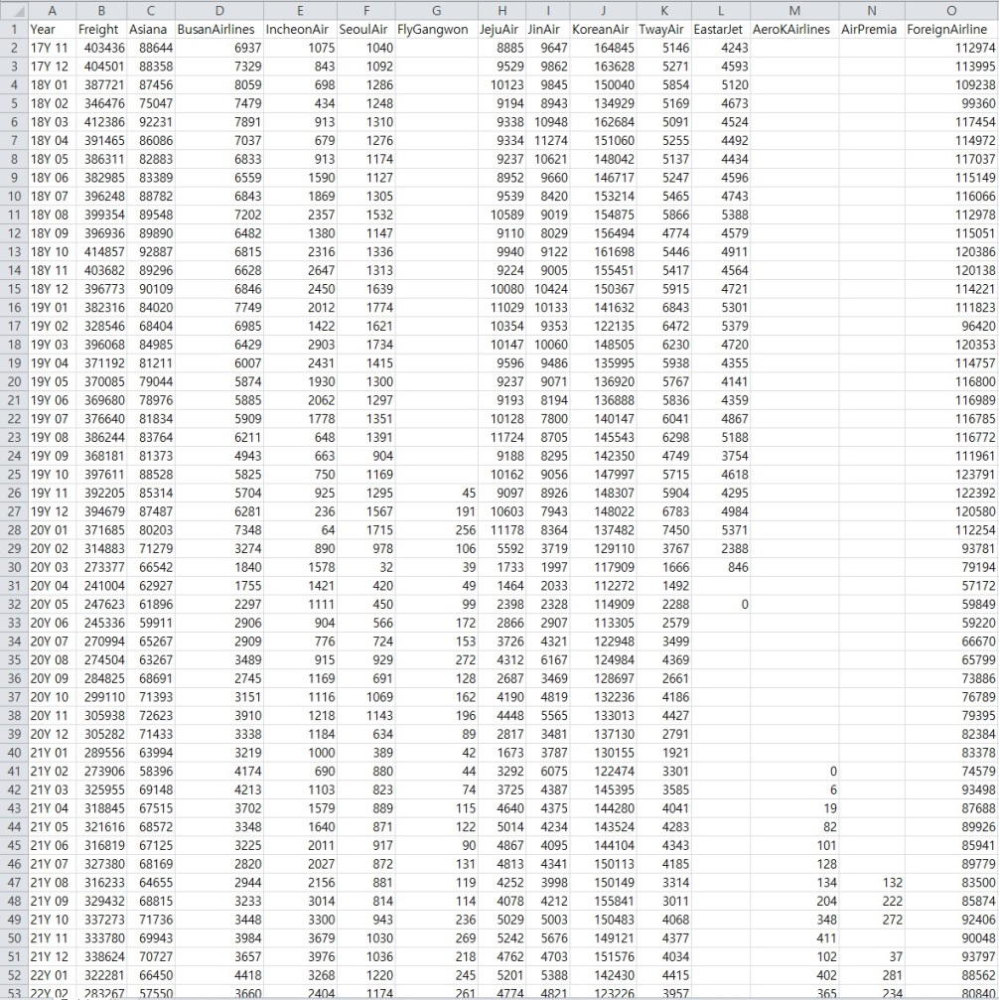 A B C D E F G H I J K L M N O
1 Year Freight Asiana BusanAirlines IncheonAir SeoulAir FlyGangwon JejuAir JinAir KoreanAir TwayAir EastarJet AeroKAirlines AirPremia ForeignAirline
2 17Y 11 403436 88644 6937 1075 1040 8885 9647 164845 5146 4243 112974
3 17Y 12 404501 88358 7329 843 1092 9529 9862 163628 5271 4593 113995
4 18Y 01 387721 87456 8059 698 1286 10123 9845 150040 5854 5120 109238
5 18Y 02 346476 75047 7479 434 1248 9194 8943 134929 5169 4673 99360
6 18Y 03 412386 92231 7891 913 1310 9338 10948 162684 5091 4524 117454
7 18Y 04 391465 86086 7037 679 1276 9334 11274 151060 5255 4492 114972
8 18Y 05 386311 82883 6833 913 1174 9237 10621 148042 5137 4434 117037
9 18Y 06 382985 83389 6559 1590 1127 8952 9660 146717 5247 4596 115149
10 18Y 07 396248 88782 6843 1869 1305 9539 8420 153214 5465 4743 116066
11 18Y 08 399354 89548 7202 2357 1532 10589 9019 154875 5866 5388 112978
12 18Y 09 396936 89890 6482 1380 1147 9110 8029 156494 4774 4579 115051
13 18Y 10 414857 92887 6815 2316 1336 9940 9122 161698 5446 4911 120386
14 18Y 11 403682 89296 6628 2647 1313 9224 9005 155451 5417 4564 120138
15 18Y 12 396773 90109 6846 2450 1639 10080 10424 150367 5915 4721 114221
16 19Y 01 382316 84020 7749 2012 1774 11029 10133 141632 6843 5301 111823
17 19Y 02 328546 68404 6985 1422 1621 10354 9353 122135 6472 5379 96420
18 19Y 03 396068 84985 6429 2903 1734 10147 10060 148505 6230 4720 120353
19 19Y 04 371192 81211 6007 2431 1415 9596 9486 135995 5938 4355 114757
20 19Y 05 370085 79044 5874 1930 1300 9237 9071 136920 5767 4141 116800
21 19Y 06 369680 78976 5885 2062 1297 9193 8194 136888 5836 4359 116989
22 19Y 07 376640 81834 5909 1778 1351 10128 7800 140147 6041 4867 116785
23 19Y 08 386244 83764 6211 648 1391 11724 8705 145543 6298 5188 116772
24 19Y 09 368181 81373 4943 663 904 9188 8295 142350 4749 3754 111961
25 19Y 10 397611 88528 5825 750 1169 10162 9056 147997 5715 4618 123791
26 19Y 11 392205 85314 5704 925 1295 45 9097 8926 148307 5904 4295 122392
27 19Y 12 394679 87487 6281 236 1567 191 10603 7943 148022 6783 4984 120580
28 20Y 01 371685 80203 7348 64 1715 256 11178 8364 137482 7450 5371 112254
29 20Y 02 314883 71279 3274 890 978 106 5592 3719 129110 3767 2388 93781
30 20Y 03 273377 66542 1840 1578 32 39 1733 1997 117909 1666 846 79194
31 20Y 04 241004 62927 1755 1421 420 49 1464 2033 112272 1492 57172
32 20Y 05 247623 61896 2297 1111 450 99 2398 2328 114909 2288 0 59849
33 20Y 06 245336 59911 2906 904 566 172 2866 2907 113305 2579 59220
34 20Y 07 270994 65267 2909 776 724 153 3726 4321 122948 3499 66670
35 20Y 08 274504 63267 3489 915 929 272 4312 6167 124984 4369 65799
36 20Y 09 284825 68691 2745 1169 691 128 2687 3469 128697 2661 73886
37 20Y 10 299110 71393 3151 1116 1069 162 4190 4819 132236 4186 76789
38 20Y 11 305938 72623 3910 1218 1143 196 4448 5565 133013 4427 79395
39 20Y 12 305282 71433 3338 1184 634 89 2817 3481 137130 2791 82384
40 21Y 01 289556 63994 3219 1000 389 42 1673 3787 130155 1921 83378
41 21Y 02 273906 58396 4174 690 880 44 3292 6075 122474 3301 0 74579
42 21Y 03 325955 69148 4213 1103 823 74 3725 4387 145395 3585 6 93498
43 21Y 04 318845 67515 3702 1579 889 115 4640 4375 144280 4041 19 87688
44 21Y 05 321616 68572 3348 1640 871 122 5014 4234 143524 4283 82 89926
45 21Y 06 316819 67125 3225 2011 917 90 4867 4095 144104 4343 101 85941
46 21Y 07 327380 68169 2820 2027 872 131 4813 4341 150113 4185 128 89779
47 21Y 08 316233 64655 2944 2156 881 119 4252 3998 150149 3314 134 132 83500
48 21Y 09 329432 68815 3233 3014 814 114 4078 4212 155841 3011 204 222 85874
49 21Y 10 337273 71736 3448 3300 943 236 5029 5003 150483 4068 348 272 92406
50 21Y 11 333780 69943 3984 3679 1030 269 5242 5676 149121 4377 411 90048
51 21Y 12 338624 70727 3657 3976 1036 218 4762 4703 151576 4034 102 37 93797
52 22Y 01 322281 66450 4418 3268 1220 245 5201 5388 142430 4415 402 281 88562
53 22Y 02 283267 57550 3660 2404 1174 261 4774 4821 123226 3957 365 234 80840